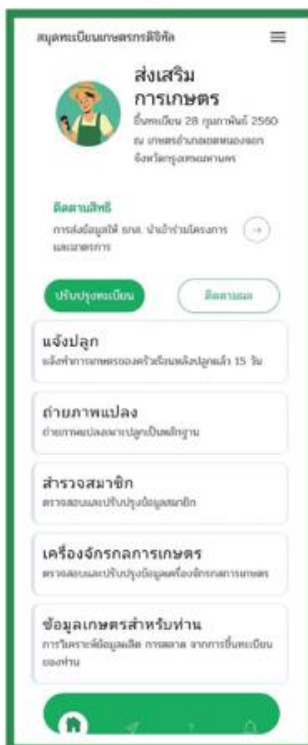 สมุดทะเบียนเกษตรกรดิจิทัล
ส่งเสริม
การเกษตร
ขึ้นทะเบียน 28 กุมภาพันธ์ 2560
ณ เกษตรอำเภอเขตหนองจอก
จังหวัดกรุงเทพมหานคร
ติดตามสิทธิ
การส่งข้อมูลให้ ธกส. นำเข้าร่วมโครงการ
และมาตรการ
ปรับปรุงทะเบียน
ติดตามผล
แจ้งปลูก
แจ้งทำการเกษตรของครัวเรือนหลังปลูกแล้ว 15 วัน
ถ่ายภาพแปลง
ถ่ายภาพแปลงเพาะปลูกเป็นหลักฐาน
สำรวจสมาชิก
ตรวจสอบและปรับปรุงข้อมูลสมาชิก
เครื่องจักรกลการเกษตร
ตรวจสอบและปรับปรุงข้อมูลเครื่องจักรกลการเกษตร
ข้อมูลเกษตรสำหรับท่าน
การวิเคราะห์ข้อมูลผลิต การตลาด จากการขึ้นทะเบียน
ของท่าน